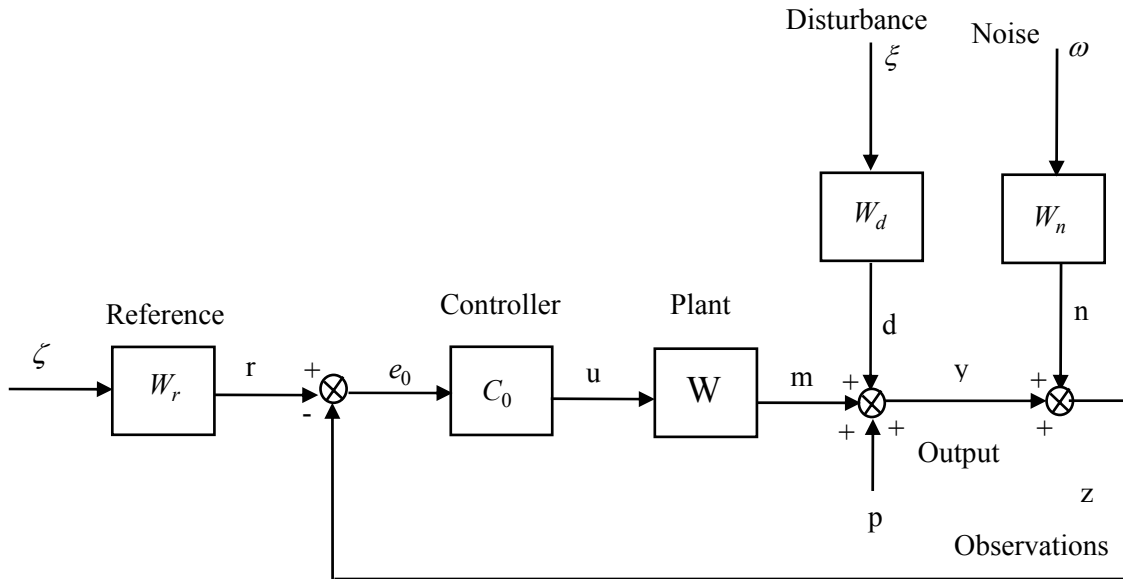 Disturbance
Noise
ξ
ω
W_d
W_n
Reference
Controller
Plant
d
n
ζ
W_r
r
+
-
e_0
C_0
u
W
m
+
+
+
y
+
+
Output
p
z
Observations